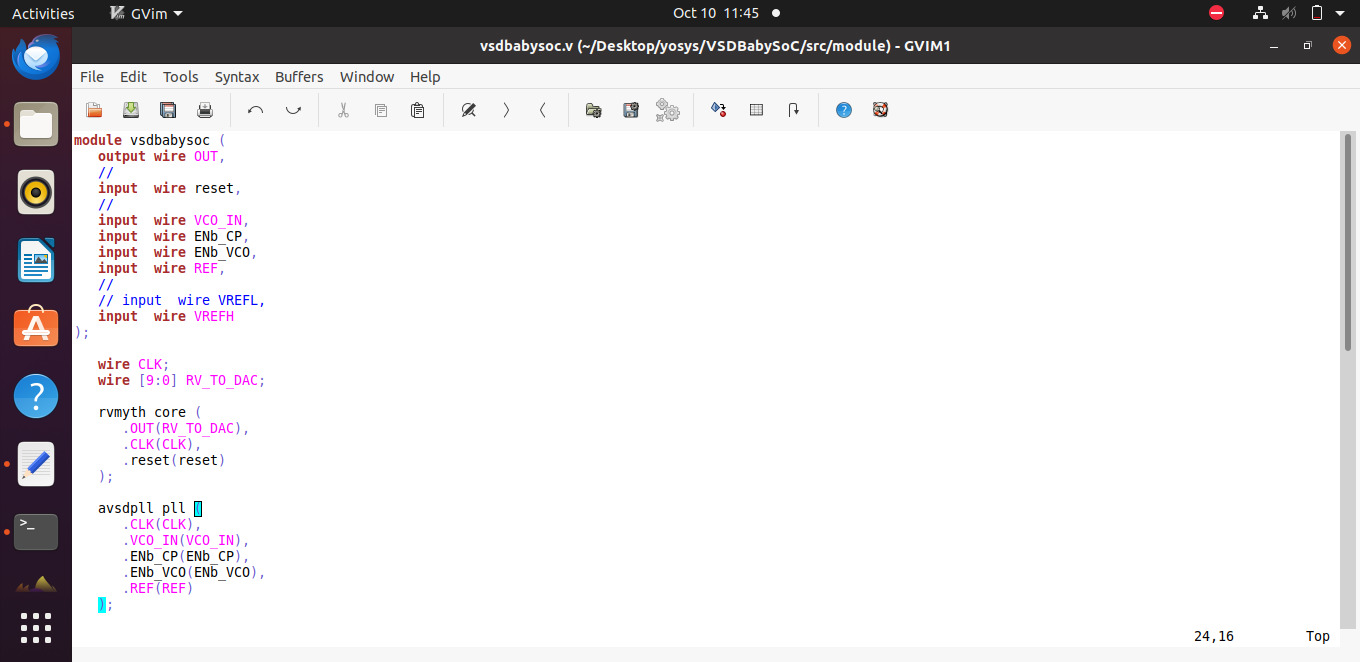 Activities GVim Oct 10 11:45
vsdbabysoc.v (~/Desktop/yosys/VSDBabySoC/src/module) - GVIM1
File Edit Tools Syntax Buffers Window Help
module vsdbabysoc (
   output wire OUT,
   //
   input  wire reset,
   //
   input  wire VCO_IN,
   input  wire ENb_CP,
   input  wire ENb_VCO,
   input  wire REF,
   //
   // input  wire VREFL,
   input  wire VREFH
);
   wire CLK;
   wire [9:0] RV_TO_DAC;
   rvmyth core (
      .OUT(RV_TO_DAC),
      .CLK(CLK),
      .reset(reset)
   );
   avsdpll pll (
      .CLK(CLK),
      .VCO_IN(VCO_IN),
      .ENb_CP(ENb_CP),
      .ENb_VCO(ENb_VCO),
      .REF(REF)
   );
24,16 Top